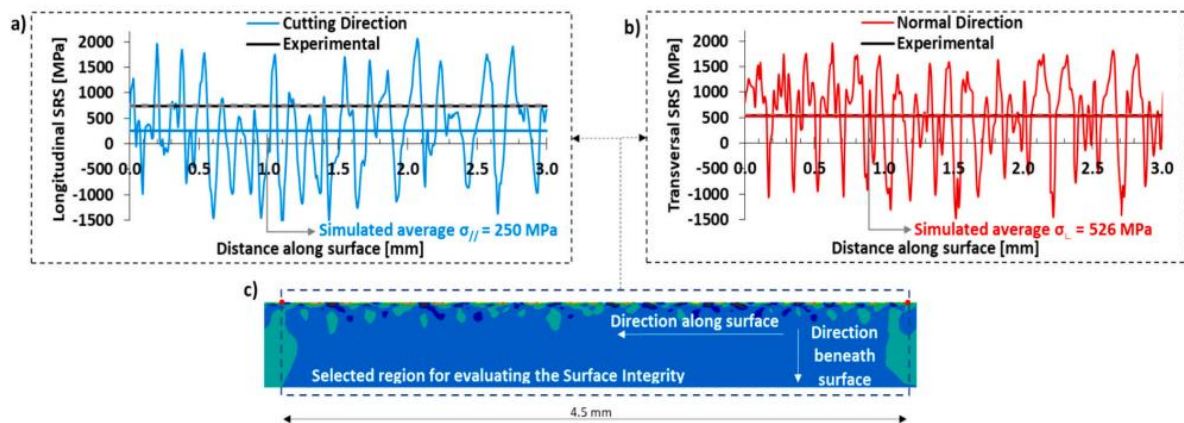 a)
Cutting Direction
Experimental
Longitudinal SRS [MPa]
2000
1500
1000
500
0
-500
-1000
-1500
0.0 0.5 1.0 1.5 2.0 2.5 3.0
Simulated average σ// = 250 MPa
Distance along surface [mm]
b)
Normal Direction
Experimental
Transversal SRS [MPa]
2000
1500
1000
500
0
-500
-1000
-1500
0.0 0.5 1.0 1.5 2.0 2.5 3.0
Simulated average σ∟ = 526 MPa
Distance along surface [mm]
c)
Direction along surface
Direction
beneath
surface
Selected region for evaluating the Surface Integrity
4.5 mm